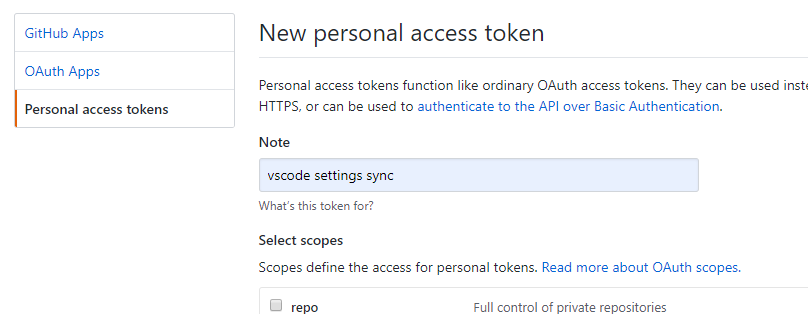 GitHub Apps
OAuth Apps
Personal access tokens
New personal access token
Personal access tokens function like ordinary OAuth access tokens. They can be used
HTTPS, or can be used to authenticate to the API over Basic Authentication.
Note
vscode settings sync
What's this token for?
Select scopes
Scopes define the access for personal tokens. Read more about OAuth scopes.
repo Full control of private repositories